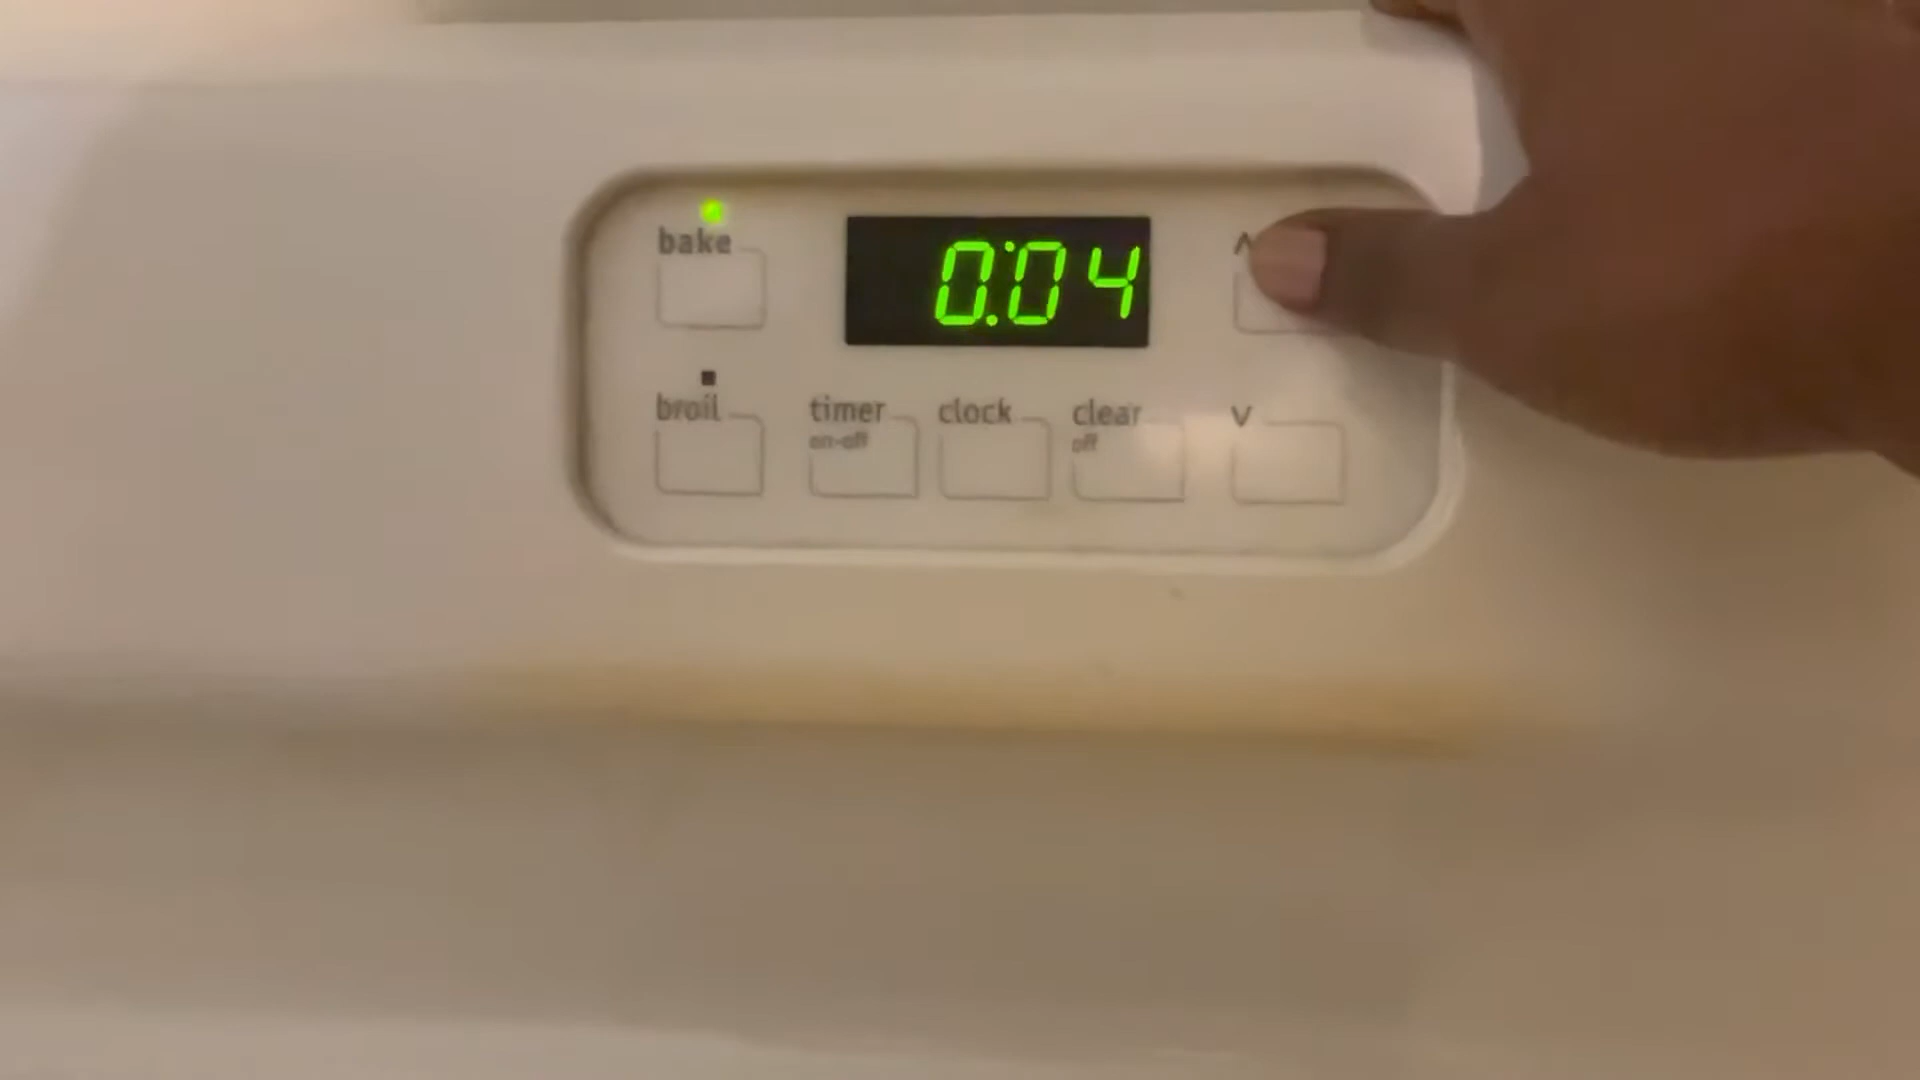 bake
0:04
^
broil
timer
on-off
clock
clear
off
v